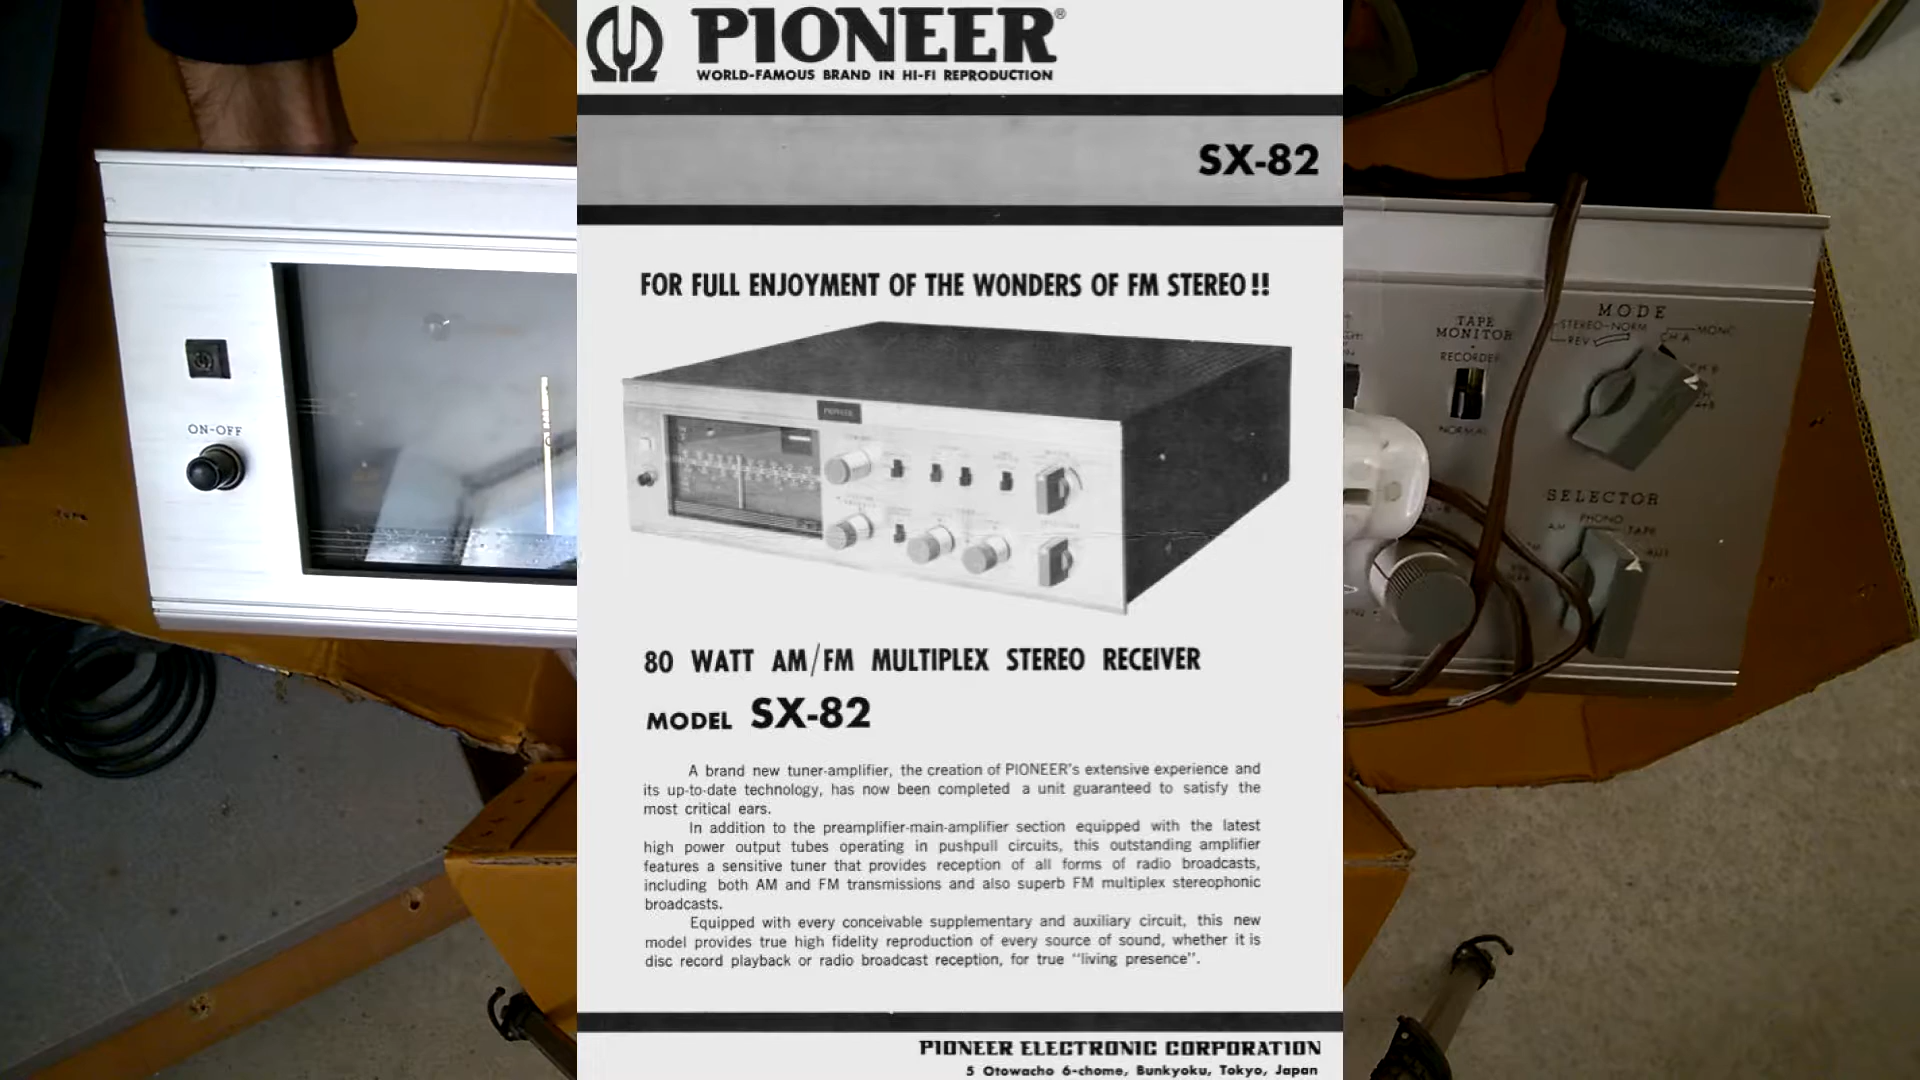 PIONEER®
WORLD-FAMOUS BRAND IN HI-FI REPRODUCTION
SX-82
FOR FULL ENJOYMENT OF THE WONDERS OF FM STEREO!!
PIONEER
80 WATT AM/FM MULTIPLEX STEREO RECEIVER
MODEL SX-82
A brand new tuner-amplifier, the creation of PIONEER's extensive experience and
its up-to-date technology, has now been completed a unit guaranteed to satisfy the
most critical ears.
In addition to the preamplifier-main-amplifier section equipped with the latest
high power output tubes operating in pushpull circuits, this outstanding amplifier
features a sensitive tuner that provides reception of all forms of radio broadcasts,
including both AM and FM transmissions and also superb FM multiplex stereophonic
broadcasts.
Equipped with every conceivable supplementary and auxiliary circuit, this new
model provides true high fidelity reproduction of every source of sound, whether it is
disc record playback or radio broadcast reception, for true "living presence".
PIONEER ELECTRONIC CORPORATION
5 Otowacho 6-chome, Bunkyoku, Tokyo, Japan
ON-OFF
TAPE
MONITOR
RECORDER
NORMAL
MODE
STEREO-NORM
REV
CH A
MONO
SELECTOR
AM
PHONO
TAPE
AUX